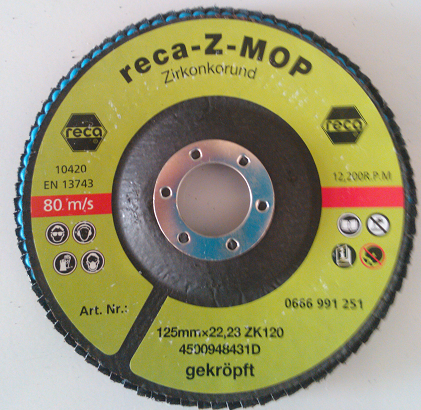 reca-Z-MOP
Zirkonkorund
reca
reca
10420
EN 13743
12,200R.P.M
80 m/s
Art. Nr.:
0666 991 251
125mm×22,23 ZK120
4500948431D
gekröpft